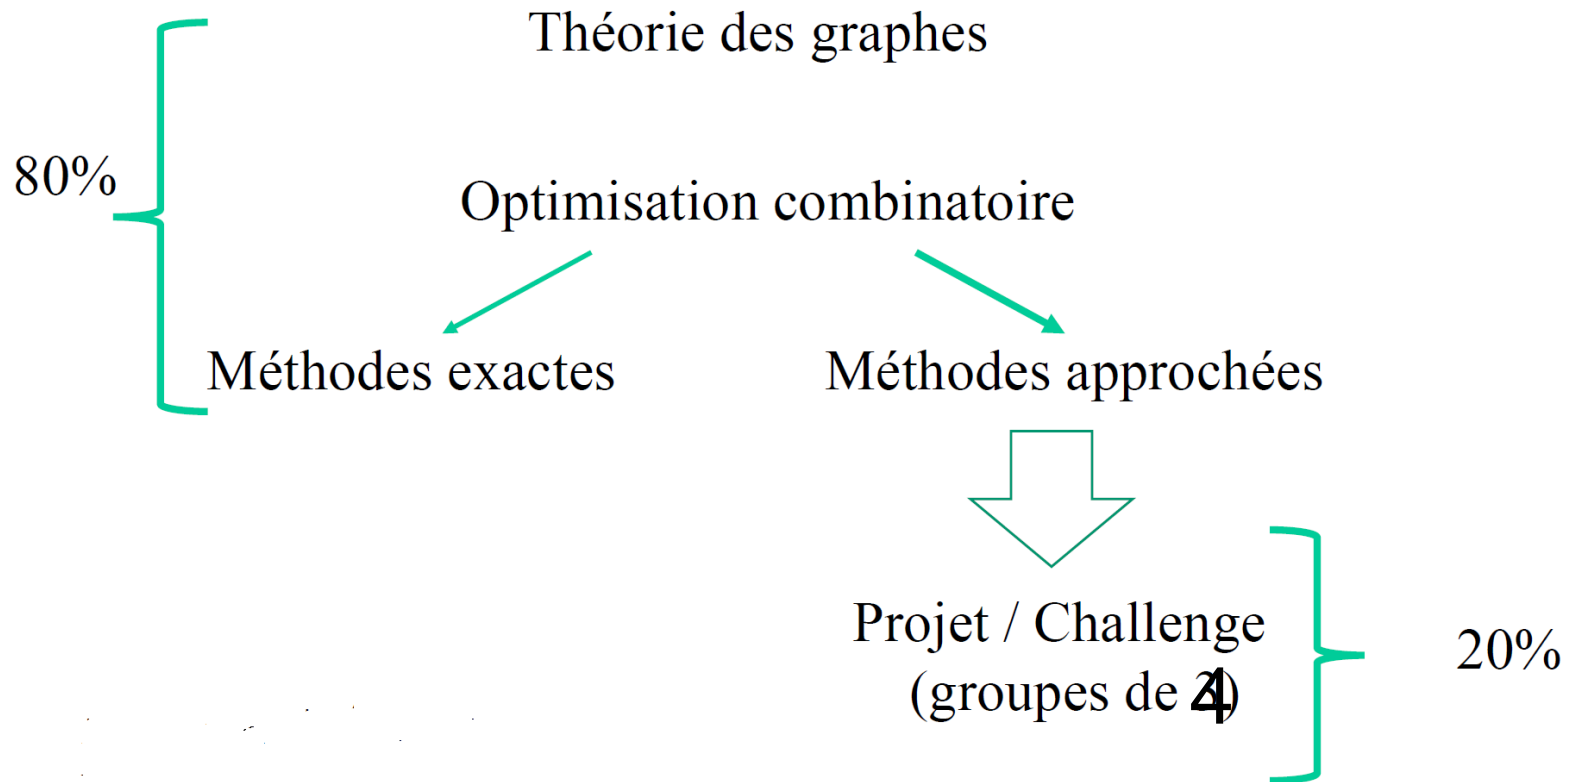 Théorie des graphes
80%
Optimisation combinatoire
Méthodes exactes
Méthodes approchées
Projet / Challenge
20%
(groupes de 4)